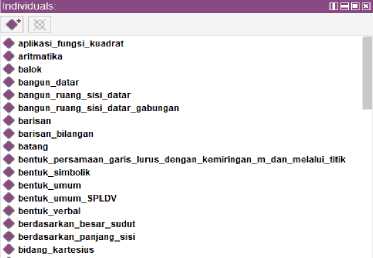 Individuals:
aplikasi_fungsi_kuadrat
aritmatika
balok
bangun_datar
bangun_ruang_sisi_datar
bangun_ruang_sisi_datar_gabungan
barisan
barisan_bilangan
batang
bentuk_persamaan_garis_lurus_dengan_kemiringan_m_dan_melalui_titik
bentuk_simbolik
bentuk_umum
bentuk_umum_SPLDV
bentuk_verbal
berdasarkan_besar_sudut
berdasarkan_panjang_sisi
bidang_kartesius